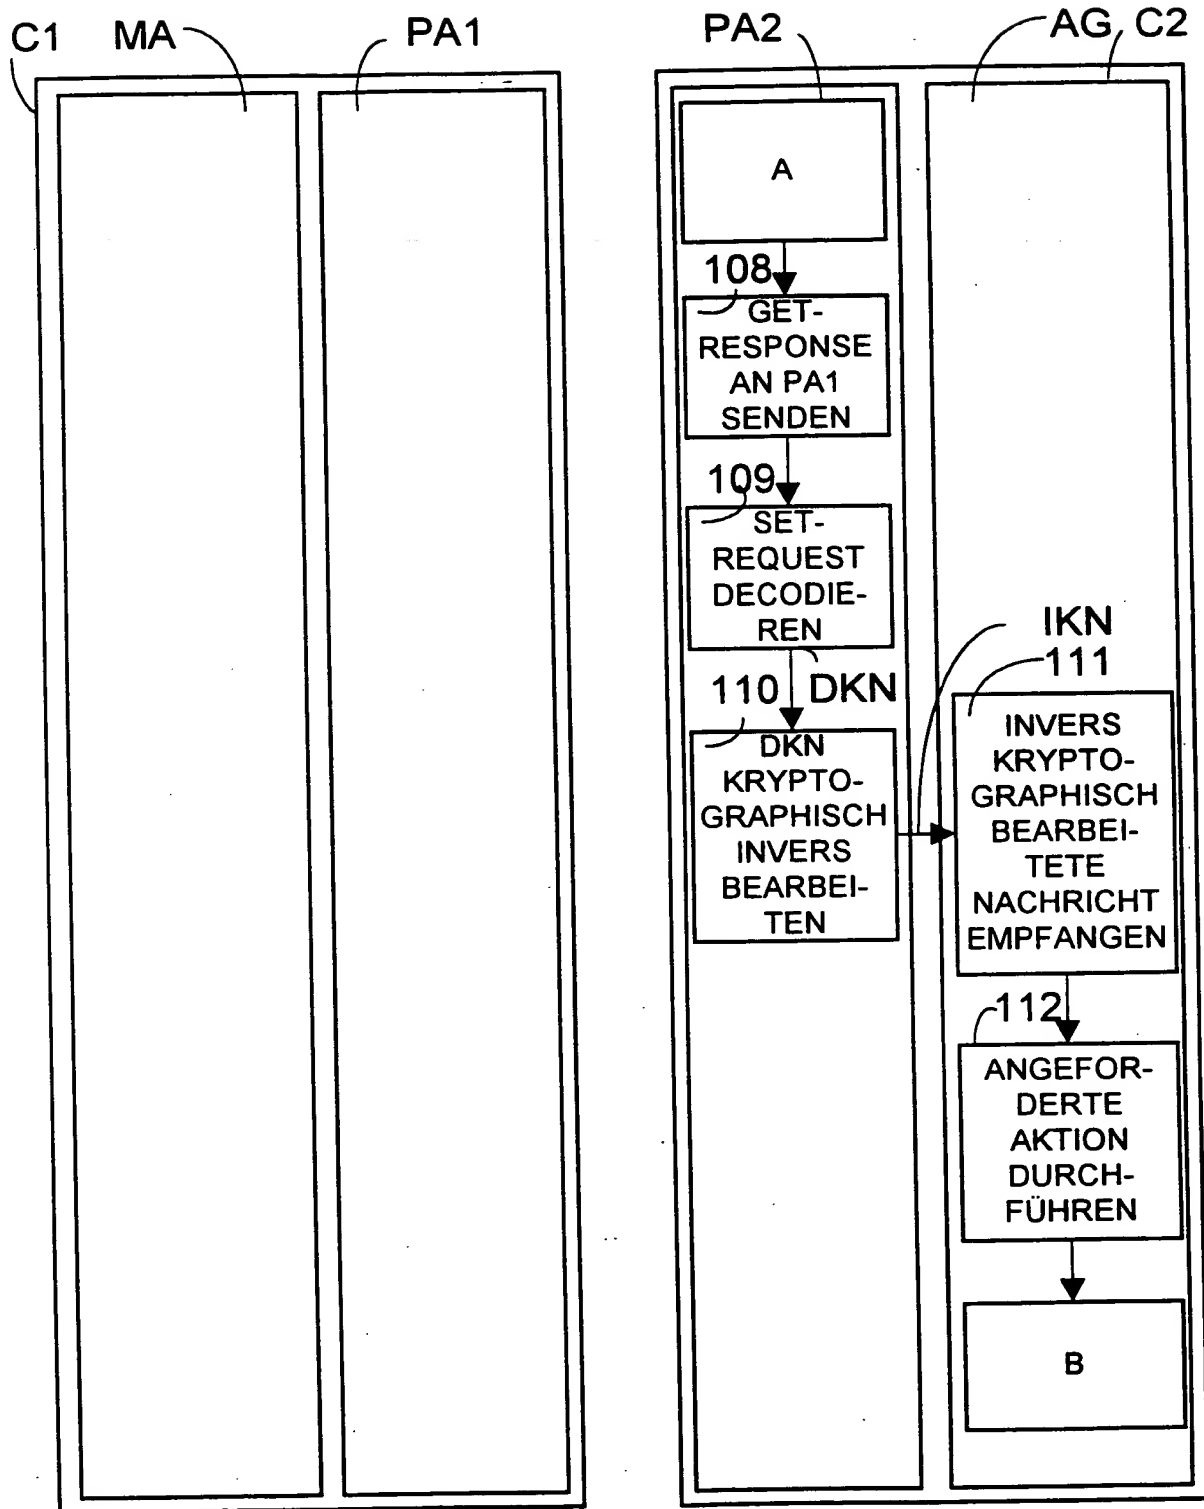 C1 MA PA1 PA2 AG C2
A
108
GET-
RESPONSE
AN PA1
SENDEN
109
SET-
REQUEST
DECODIE-
REN
DKN
110
DKN
KRYPTO-
GRAPHISCH
INVERS
BEARBEI-
TEN
IKN
111
INVERS
KRYPTO-
GRAPHISCH
BEARBEI-
TETE
NACHRICHT
EMPFANGEN
112
ANGEFOR-
DERTE
AKTION
DURCH-
FÜHREN
B